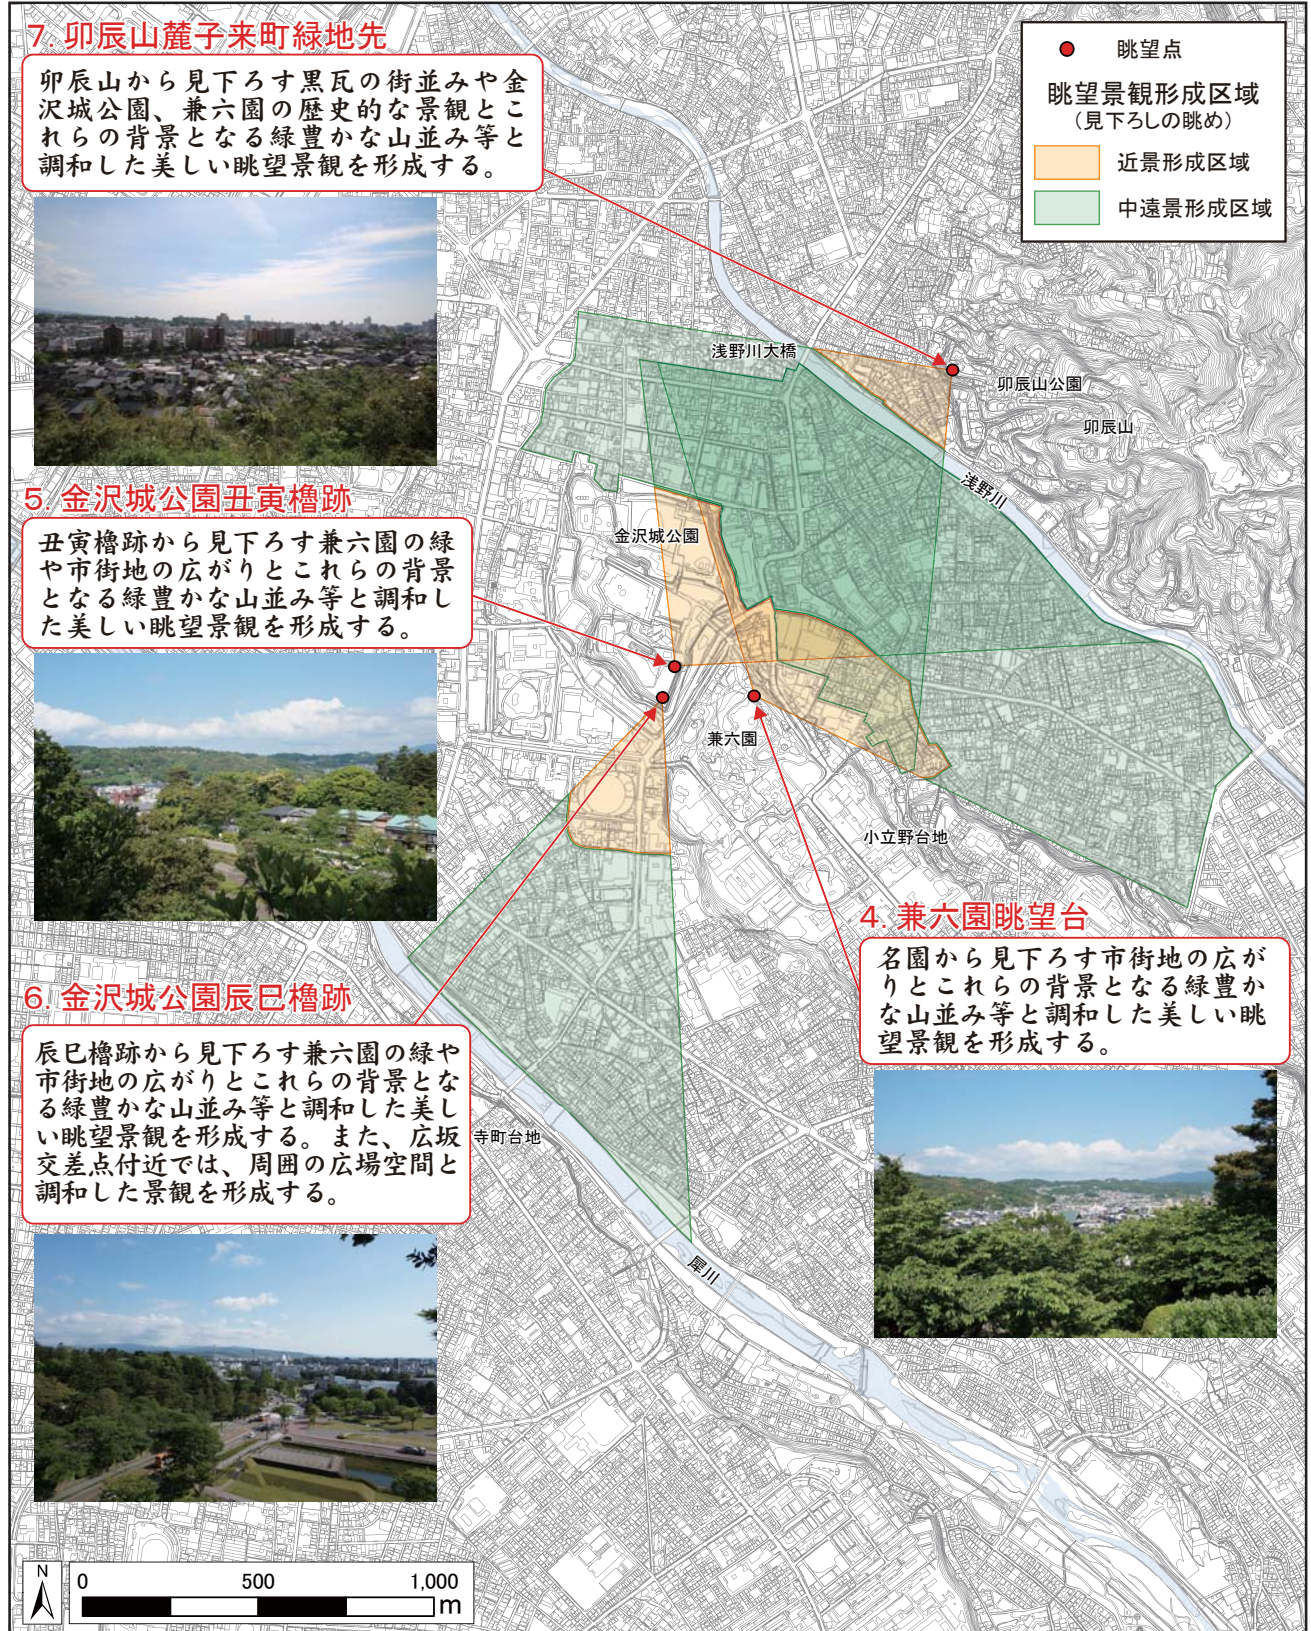 7. 卯辰山麓子来町緑地先
卯辰山から見下ろす黒瓦の街並みや金
沢城公園、兼六園の歴史的な景観とこ
れらの背景となる緑豊かな山並み等と
調和した美しい眺望景観を形成する。
眺望点
眺望景観形成区域
(見下ろしの眺め)
近景形成区域
中遠景形成区域
浅野川大橋
卯辰山公園
卯辰山
浅野川
5. 金沢城公園丑寅櫓跡
丑寅櫓跡から見下ろす兼六園の緑
や市街地の広がりとこれらの背景
となる緑豊かな山並み等と調和し
た美しい眺望景観を形成する。
金沢城公園
兼六園
小立野台地
4. 兼六園眺望台
名園から見下ろす市街地の広が
りとこれらの背景となる緑豊か
な山並み等と調和した美しい眺
望景観を形成する。
6. 金沢城公園辰巳櫓跡
辰巳櫓跡から見下ろす兼六園の緑や
市街地の広がりとこれらの背景とな
る緑豊かな山並み等と調和した美し
い眺望景観を形成する。また、広坂
交差点付近では、周囲の広場空間と
調和した景観を形成する。
寺町台地
犀川
N
0 500 1,000
m